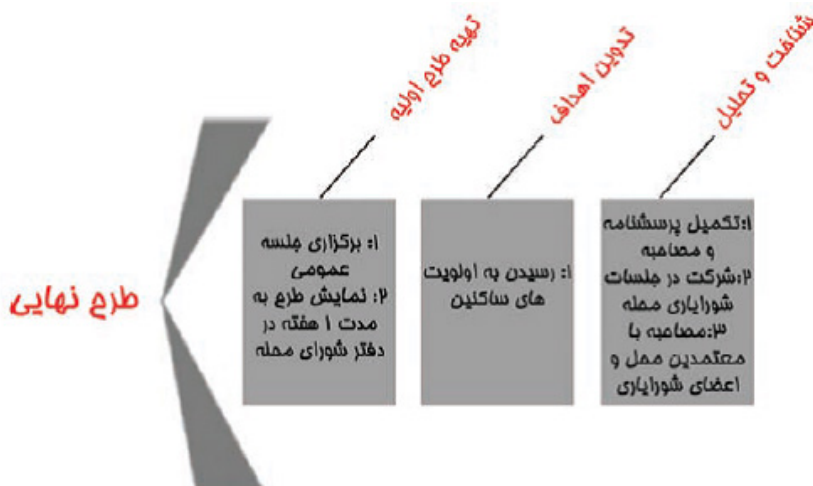 شناخت و تحلیل
۱:تکمیل پرسشنامه
و مصاحبه
۲:شرکت در جلسات
شورایاری محله
۳:مصاحبه با
معتمدین محل و
اعضای شورایاری
تدوین اهداف
۱: رسیدن به اولویت
های ساکنین
تهیه طرح اولیه
۱: برگزاری جلسه
عمومی
۲: نمایش طرح به
مدت ۱ هفته در
دفتر شورای محله
طرح نهایی